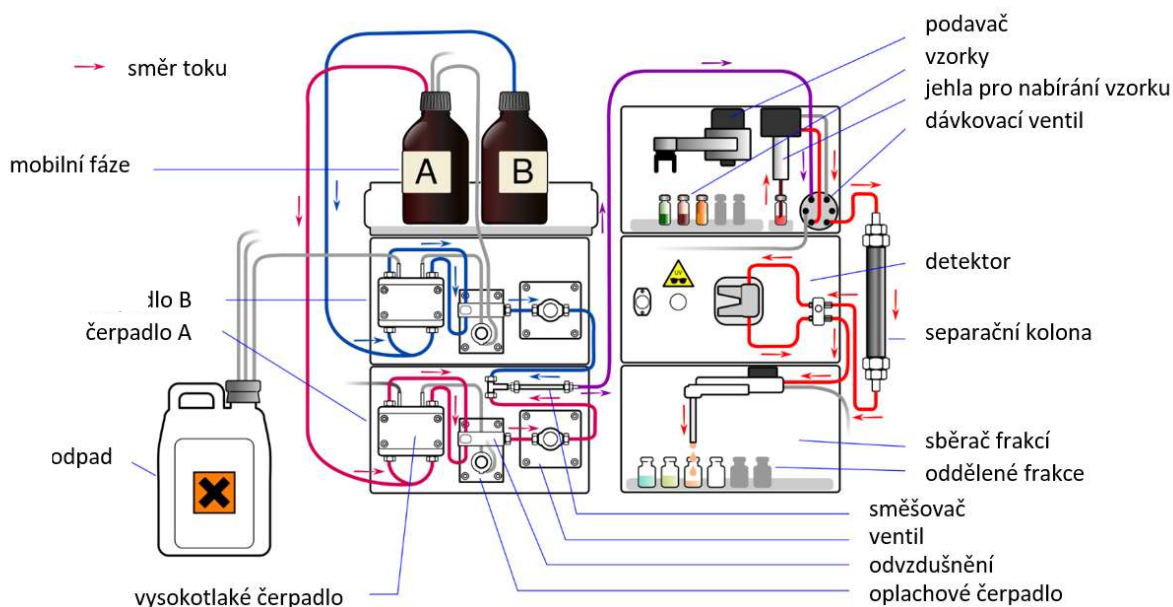 směr toku
mobilní fáze
A
B
dlo B
čerpadlo A
odpad
vysokotlaké čerpadlo
podavač
vzorky
jehla pro nabírání vzorku
dávkovací ventil
UV
detektor
separační kolona
sběrač frakcí
oddělené frakce
směšovač
ventil
odvzdušnění
oplachové čerpadlo